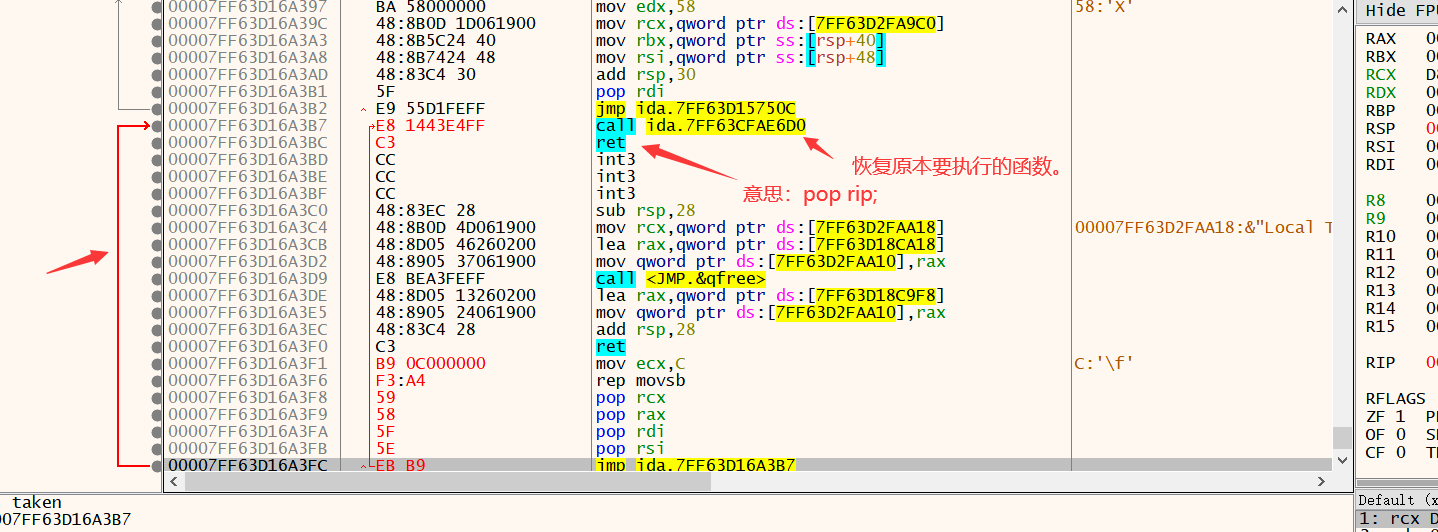 00007FF63D16A397 BA 58000000 mov edx,58 58:'X'
00007FF63D16A39C 48:8B0D 1D061900 mov rcx,qword ptr ds:[7FF63D2FA9C0]
00007FF63D16A3A3 48:8B5C24 40 mov rbx,qword ptr ss:[rsp+40]
00007FF63D16A3A8 48:8B7424 48 mov rsi,qword ptr ss:[rsp+48]
00007FF63D16A3AD 48:83C4 30 add rsp,30
00007FF63D16A3B1 5F pop rdi
00007FF63D16A3B2 E9 55D1FEFF jmp ida.7FF63D15750C
00007FF63D16A3B7 E8 1443E4FF call ida.7FF63CFAE6D0
00007FF63D16A3BC C3 ret
00007FF63D16A3BD CC int3
00007FF63D16A3BE CC int3
00007FF63D16A3BF CC int3
恢复原本要执行的函数。
意思：pop rip;
00007FF63D16A3C0 48:83EC 28 sub rsp,28
00007FF63D16A3C4 48:8B0D 4D061900 mov rcx,qword ptr ds:[7FF63D2FAA18] 00007FF63D2FAA18:&"Local T
00007FF63D16A3CB 48:8D05 46260200 lea rax,qword ptr ds:[7FF63D18CA18]
00007FF63D16A3D2 48:8905 37061900 mov qword ptr ds:[7FF63D2FAA10],rax
00007FF63D16A3D9 E8 BEA3FEFF call <JMP.&qfree>
00007FF63D16A3DE 48:8D05 13260200 lea rax,qword ptr ds:[7FF63D18C9F8]
00007FF63D16A3E5 48:8905 24061900 mov qword ptr ds:[7FF63D2FAA10],rax
00007FF63D16A3EC 48:83C4 28 add rsp,28
00007FF63D16A3F0 C3 ret
00007FF63D16A3F1 B9 0C000000 mov ecx,C C:'\f'
00007FF63D16A3F6 F3:A4 rep movsb
00007FF63D16A3F8 59 pop rcx
00007FF63D16A3F9 58 pop rax
00007FF63D16A3FA 5F pop rdi
00007FF63D16A3FB 5E pop rsi
00007FF63D16A3FC EB B9 jmp ida.7FF63D16A3B7
taken
007FF63D16A3B7
Hide FPU
RAX 00
RBX 00
RCX Da
RDX 00
RBP 00
RSP 00
RSI 00
RDI 00
R8 00
R9 00
R10 00
R11 00
R12 00
R13 00
R14 00
R15 00
RIP 00
RFLAGS
ZF 1
OF 0
CF 0
Default (x
1: rcx D